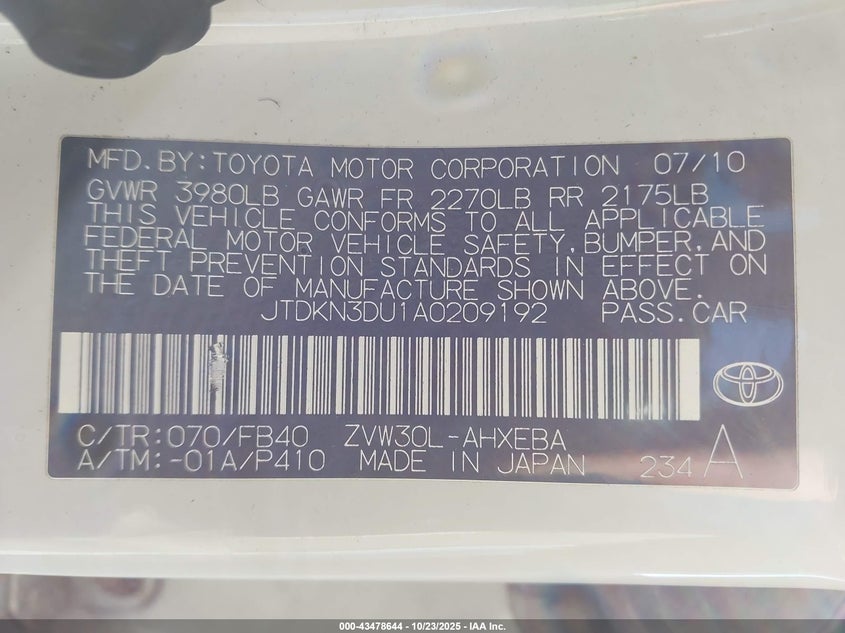 MFD.BY:TOYOTA MOTOR CORPORATION 07/10
GVWR 3980LB GAWR FR 2270LB RR 2175LB
THIS VEHICLE CONFORMS TO ALL APPLICABLE
FEDERAL MOTOR VEHICLE SAFETY,BUMPER,AND
THEFT PREVENTION STANDARDS IN EFFECT ON
THE DATE OF MANUFACTURE SHOWN ABOVE.
JTDKN3DU1A0209192 PASS.CAR
C/TR:070/FB40 ZVW30L-AHXEBA
A/TM:-01A/P410 MADE IN JAPAN 234 A
000-43478644 - 10/23/2025 - IAA Inc.